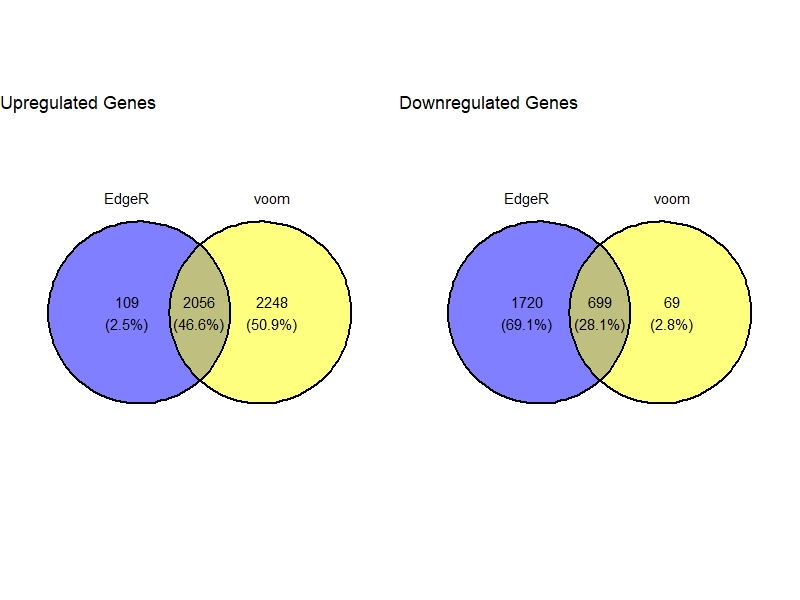 Upregulated Genes
EdgeR
voom
109
2056
2248
(2.5%)
(46.6%)
(50.9%)
Downregulated Genes
EdgeR
voom
1720
699
69
(69.1%)
(28.1%)
(2.8%)